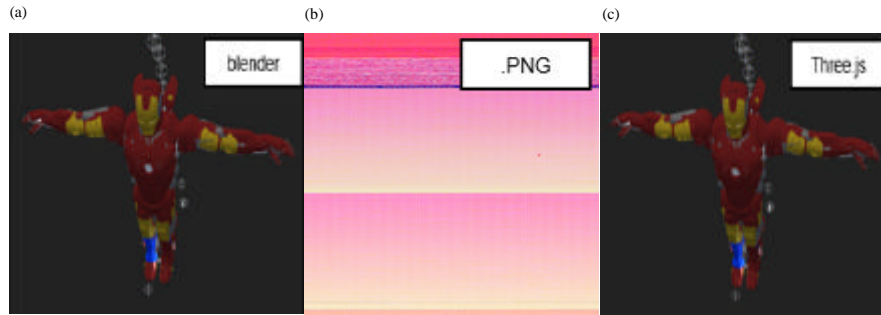 (a)
(b)
(c)
blender
.PNG
Three.js